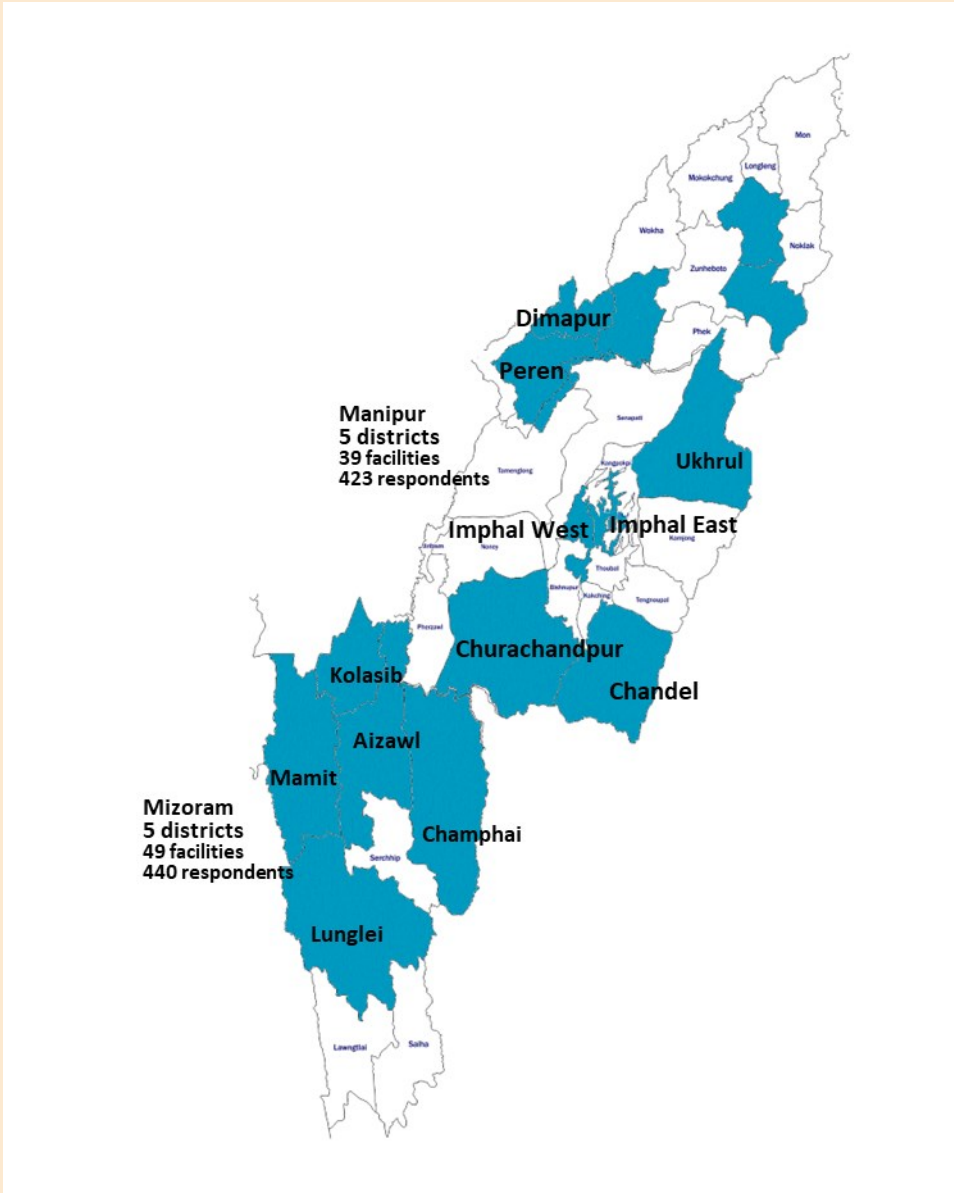 Mon
Longleng
Mokokchung
Wokha
Noklak
Zunheboto
Dimapur
Phek
Peren
Manipur
5 districts
39 facilities
423 respondents
Senapati
Ukhrul
Kangpokpi
Tamenglong
Imphal West
Imphal East
Kamjong
Jiribam
Noney
Thoubal
Bishnupur
Kakching
Tengnoupal
Pherzawl
Churachandpur
Kolasib
Chandel
Aizawl
Mamit
Mizoram
5 districts
49 facilities
440 respondents
Champhai
Serchhip
Lunglei
Lawngtlai
Saiha